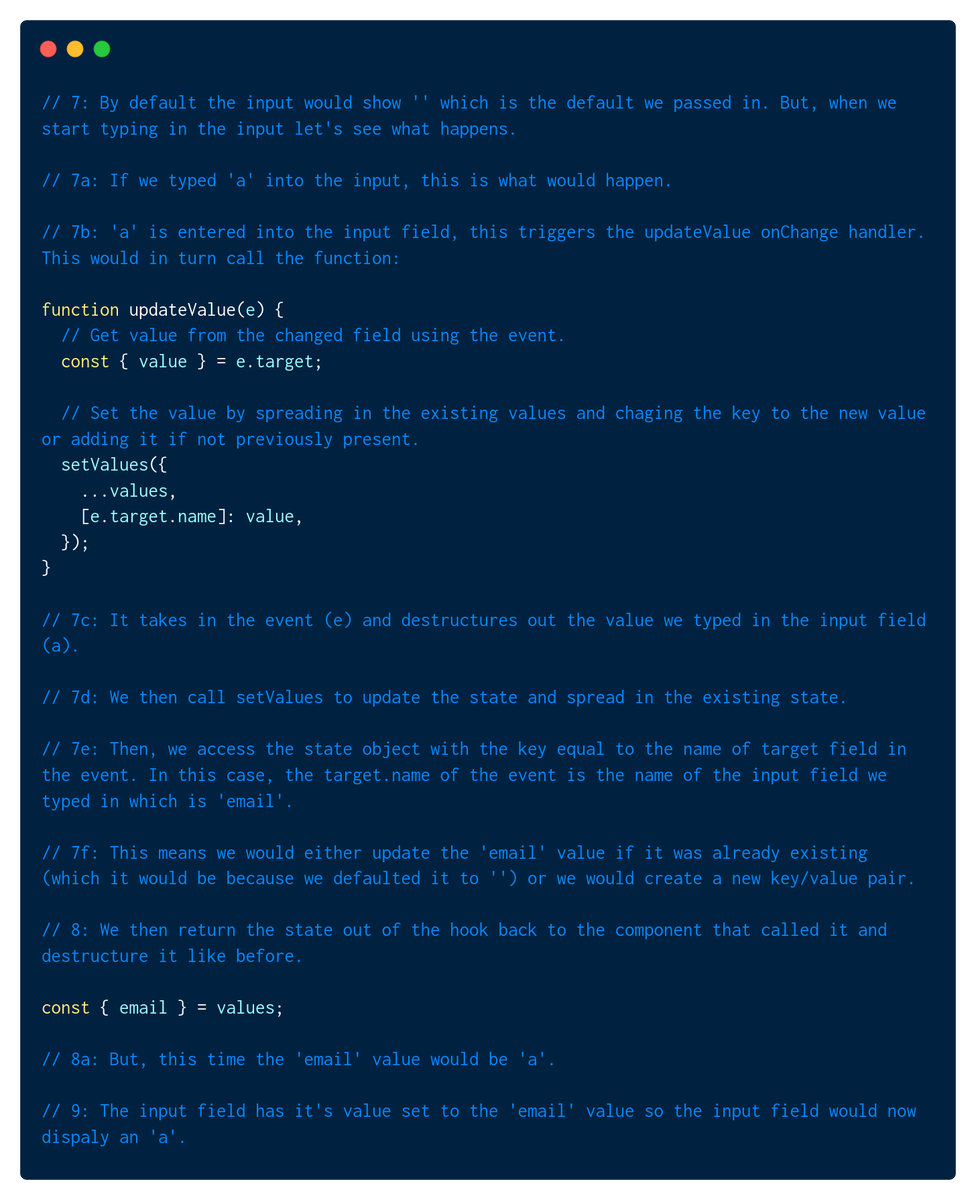 // 7: By default the input would show '' which is the default we passed in. But, when we
start typing in the input let's see what happens.
// 7a: If we typed 'a' into the input, this is what would happen.
// 7b: 'a' is entered into the input field, this triggers the updateValue onChange handler.
This would in turn call the function:
function updateValue(e) {
  // Get value from the changed field using the event.
  const { value } = e.target;
  // Set the value by spreading in the existing values and chaging the key to the new value
or adding it if not previously present.
  setValues({
    ...values,
    [e.target.name]: value,
  });
}
// 7c: It takes in the event (e) and destructures out the value we typed in the input field
(a).
// 7d: We then call setValues to update the state and spread in the existing state.
// 7e: Then, we access the state object with the key equal to the name of target field in
the event. In this case, the target.name of the event is the name of the input field we
typed in which is 'email'.
// 7f: This means we would either update the 'email' value if it was already existing
(which it would be because we defaulted it to '') or we would create a new key/value pair.
// 8: We then return the state out of the hook back to the component that called it and
destructure it like before.
const { email } = values;
// 8a: But, this time the 'email' value would be 'a'.
// 9: The input field has it's value set to the 'email' value so the input field would now
dispaly an 'a'.